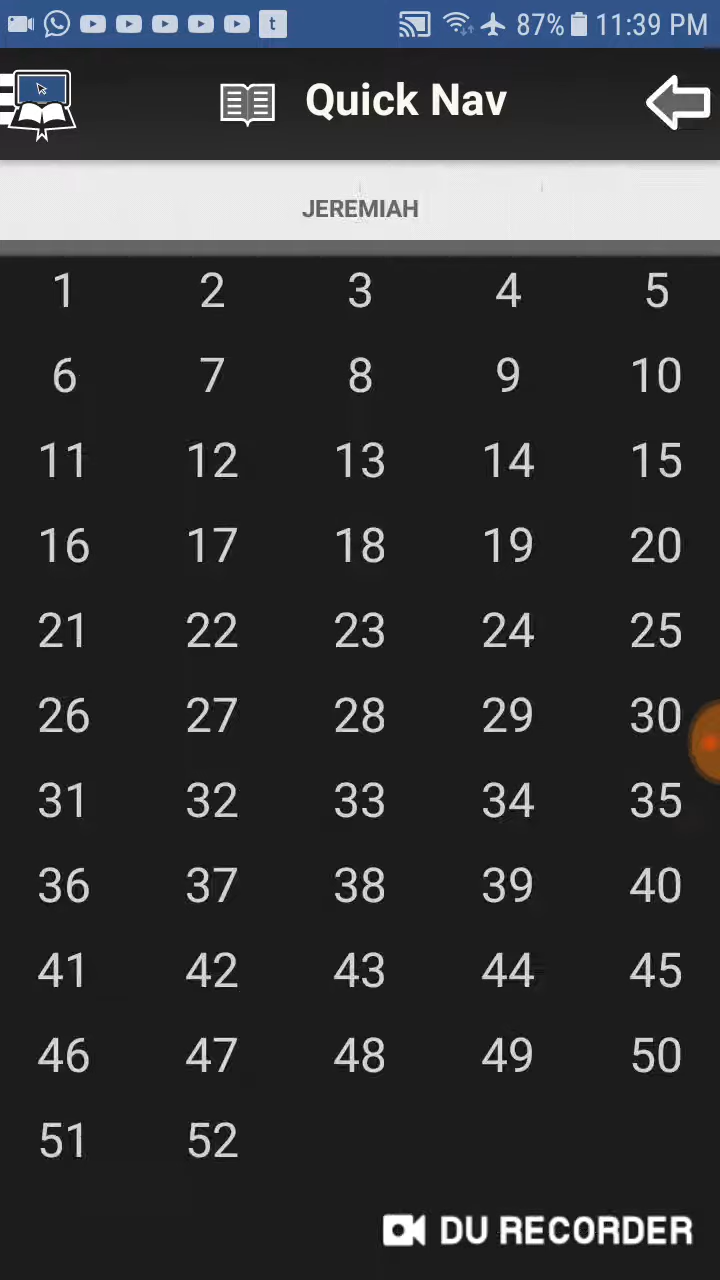 t 87% 11:39 PM
Quick Nav
JEREMIAH
1 2 3 4 5
6 7 8 9 10
11 12 13 14 15
16 17 18 19 20
21 22 23 24 25
26 27 28 29 30
31 32 33 34 35
36 37 38 39 40
41 42 43 44 45
46 47 48 49 50
51 52
DU RECORDER